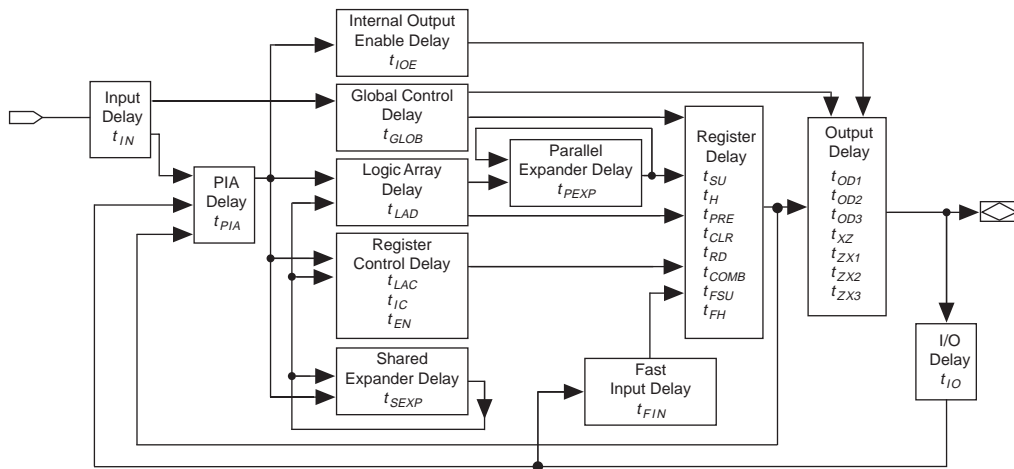 Internal Output
Enable Delay
tIOE
Input
Delay
tIN
Global Control
Delay
tGLOB
PIA
Delay
tPIA
Logic Array
Delay
tLAD
Parallel
Expander Delay
tPEXP
Register
Control Delay
tLAC
tIC
tEN
Shared
Expander Delay
tSEXP
Register
Delay
tSU
tH
tPRE
tCLR
tRD
tCOMB
tFSU
tFH
Fast
Input Delay
tFIN
Output
Delay
tOD1
tOD2
tOD3
tXZ
tZX1
tZX2
tZX3
I/O
Delay
tIO